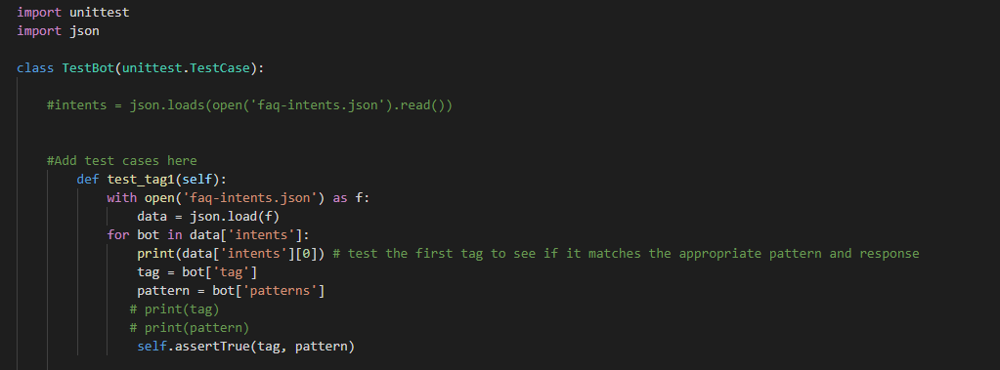 import unittest
import json
class TestBot(unittest.TestCase):
#intents = json.loads(open('faq-intents.json').read())
#Add test cases here
def test_tag1(self):
with open('faq-intents.json') as f:
data = json.load(f)
for bot in data['intents']:
print(data['intents'][0]) # test the first tag to see if it matches the appropriate pattern and response
tag = bot['tag']
pattern = bot['patterns']
# print(tag)
# print(pattern)
self.assertTrue(tag, pattern)